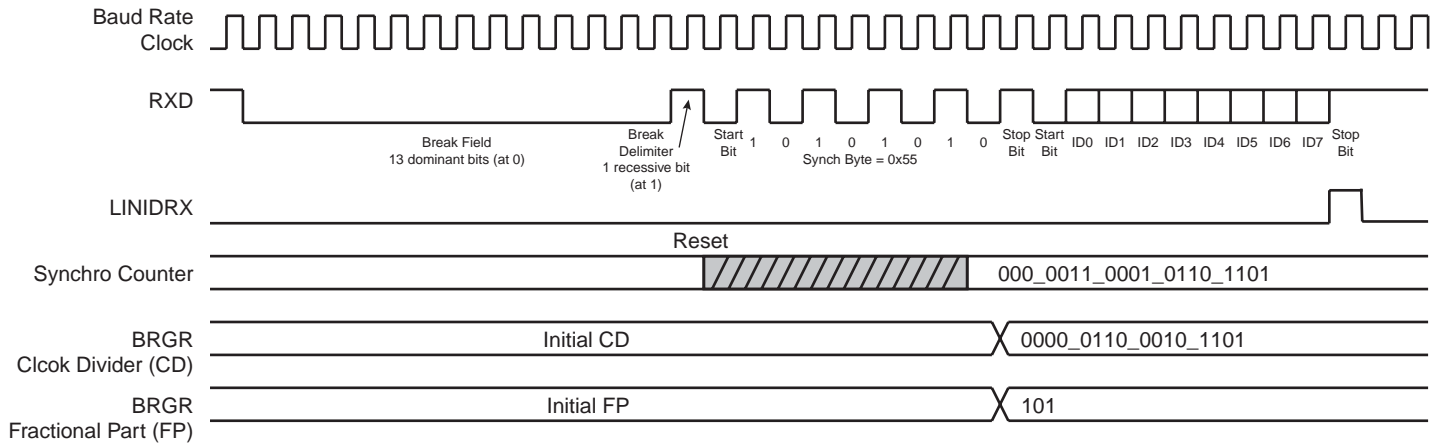 Baud Rate
Clock
RXD
Break Field
13 dominant bits (at 0)
Break
Delimiter
1 recessive bit
(at 1)
Start
Bit
1 0 1 0 1 0 1 0
Synch Byte = 0x55
Stop
Bit
Start
Bit
ID0 ID1 ID2 ID3 ID4 ID5 ID6 ID7
Stop
Bit
LINIDRX
Reset
Synchro Counter
000_0011_0001_0110_1101
BRGR
Clcok Divider (CD)
Initial CD
0000_0110_0010_1101
BRGR
Fractional Part (FP)
Initial FP
101